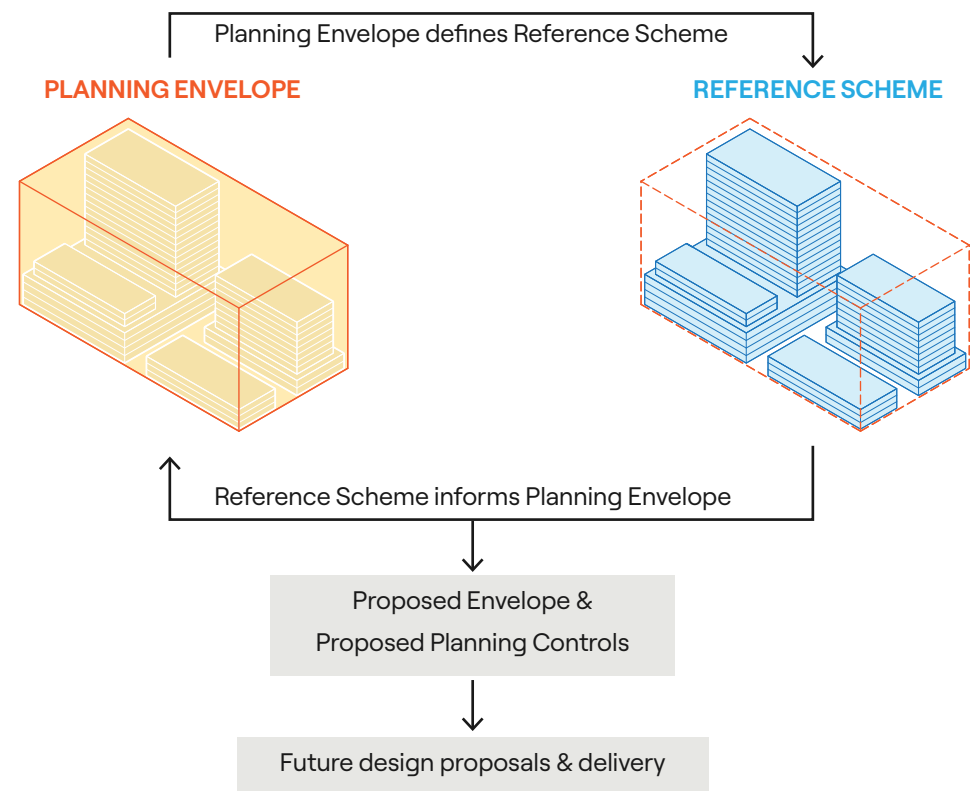 Planning Envelope defines Reference Scheme
PLANNING ENVELOPE
REFERENCE SCHEME
Reference Scheme informs Planning Envelope
Proposed Envelope &
Proposed Planning Controls
Future design proposals & delivery